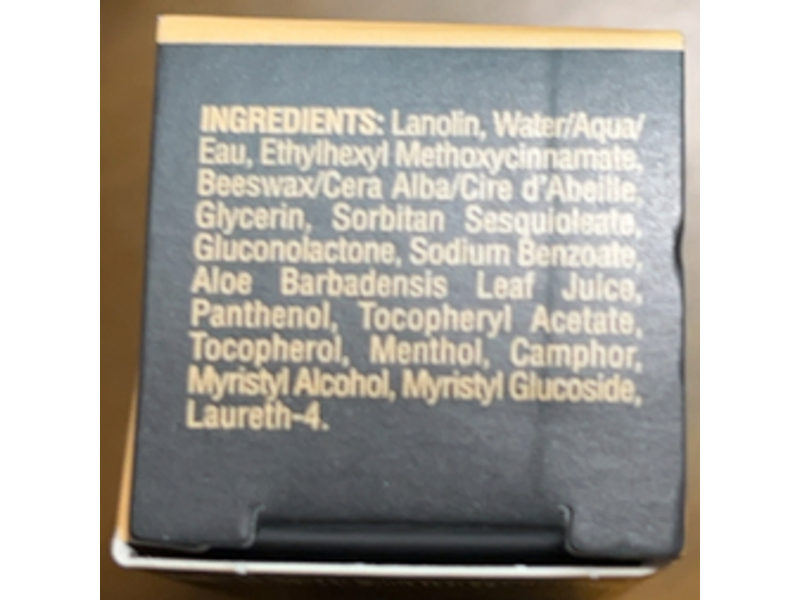 INGREDIENTS: Lanolin, Water/Aqua/
Eau, Ethylhexyl Methoxycinnamate,
Beeswax/Cera Alba/Cire d'Abeille,
Glycerin, Sorbitan Sesquioleate,
Gluconolactone, Sodium Benzoate,
Aloe Barbadensis Leaf Juice,
Panthenol, Tocopheryl Acetate,
Tocopherol, Menthol, Camphor,
Myristyl Alcohol, Myristyl Glucoside,
Laureth-4.